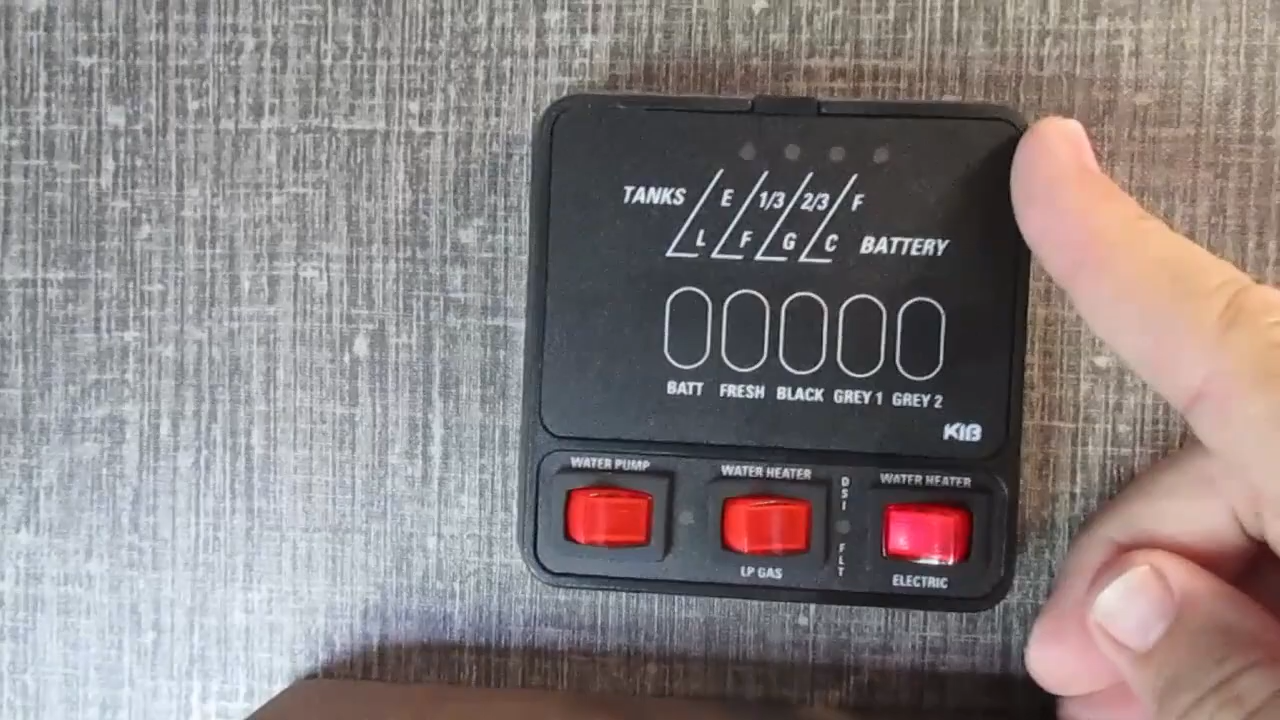 TANKS E 1/3 2/3 F
L F G C BATTERY
BATT FRESH BLACK GREY 1 GREY 2
KIB
WATER PUMP WATER HEATER DSI WATER HEATER
LP GAS FLT ELECTRIC